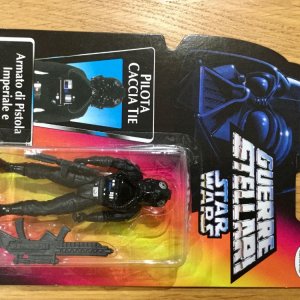 PILOTA
CACCIA TIE
Armato di Pistola
Imperiale e
GUERRE
STELLARI
STAR
WARS